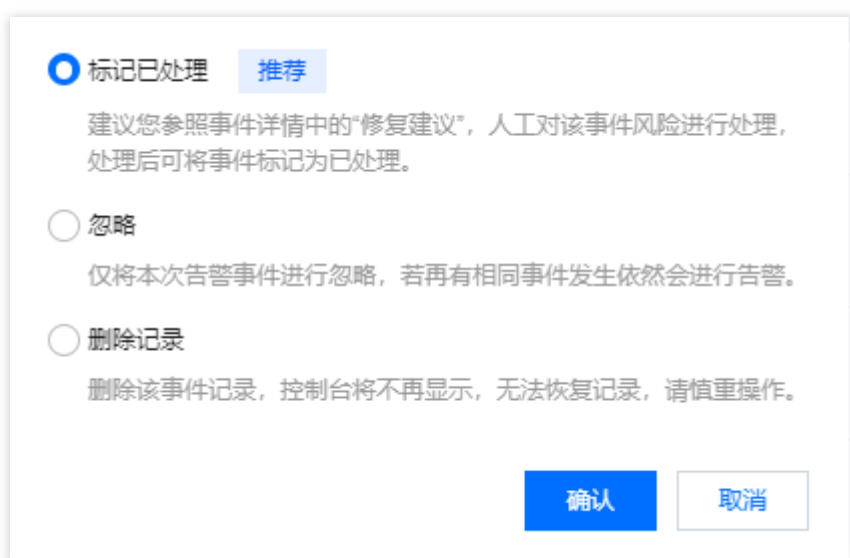 标记已处理 推荐
建议您参照事件详情中的“修复建议”，人工对该事件风险进行处理，
处理后可将事件标记为已处理。
忽略
仅将本次告警事件进行忽略，若再有相同事件发生依然会进行告警。
删除记录
删除该事件记录，控制台将不再显示，无法恢复记录，请慎重操作。
确认 取消